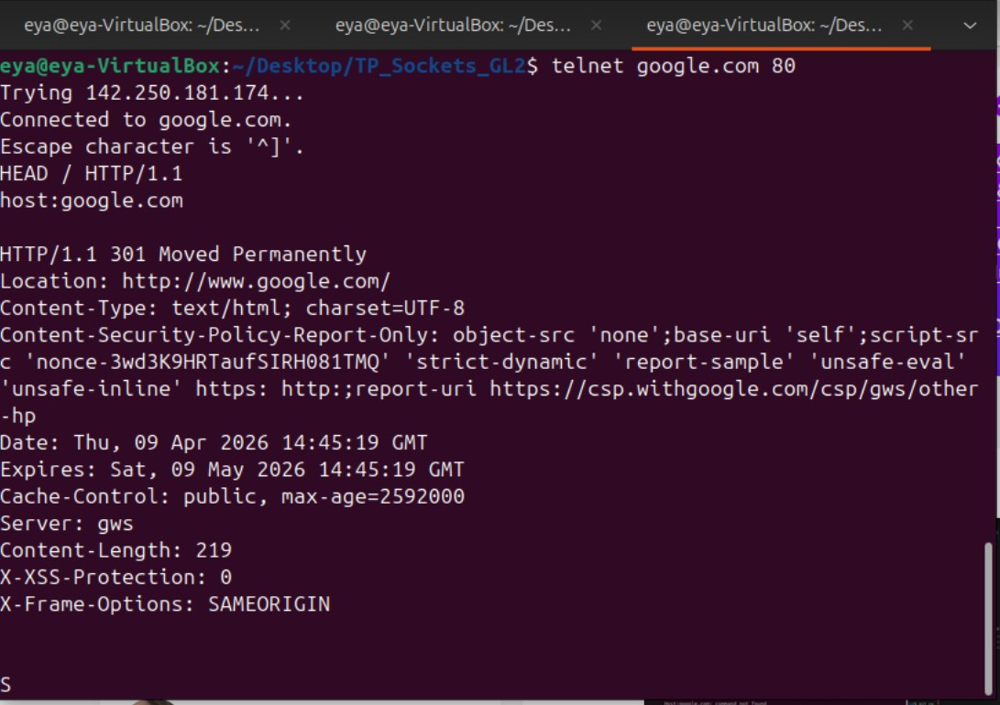 eya@eya-VirtualBox: ~/Des... × eya@eya-VirtualBox: ~/Des... × eya@eya-VirtualBox: ~/Des... ×
eya@eya-VirtualBox:~/Desktop/TP_Sockets_GL2$ telnet google.com 80
Trying 142.250.181.174...
Connected to google.com.
Escape character is '^]'.
HEAD / HTTP/1.1
host:google.com

HTTP/1.1 301 Moved Permanently
Location: http://www.google.com/
Content-Type: text/html; charset=UTF-8
Content-Security-Policy-Report-Only: object-src 'none';base-uri 'self';script-sr
c 'nonce-3wd3K9HRTaufSIRH081TMQ' 'strict-dynamic' 'report-sample' 'unsafe-eval'
'unsafe-inline' https: http:;report-uri https://csp.withgoogle.com/csp/gws/other
-hp
Date: Thu, 09 Apr 2026 14:45:19 GMT
Expires: Sat, 09 May 2026 14:45:19 GMT
Cache-Control: public, max-age=2592000
Server: gws
Content-Length: 219
X-XSS-Protection: 0
X-Frame-Options: SAMEORIGIN

S